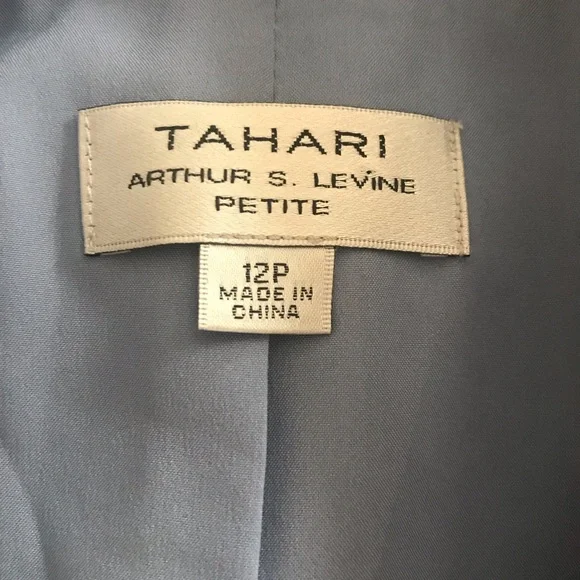 TAHARI
ARTHUR S. LEVINE
PETITE
12P
MADE IN
CHINA